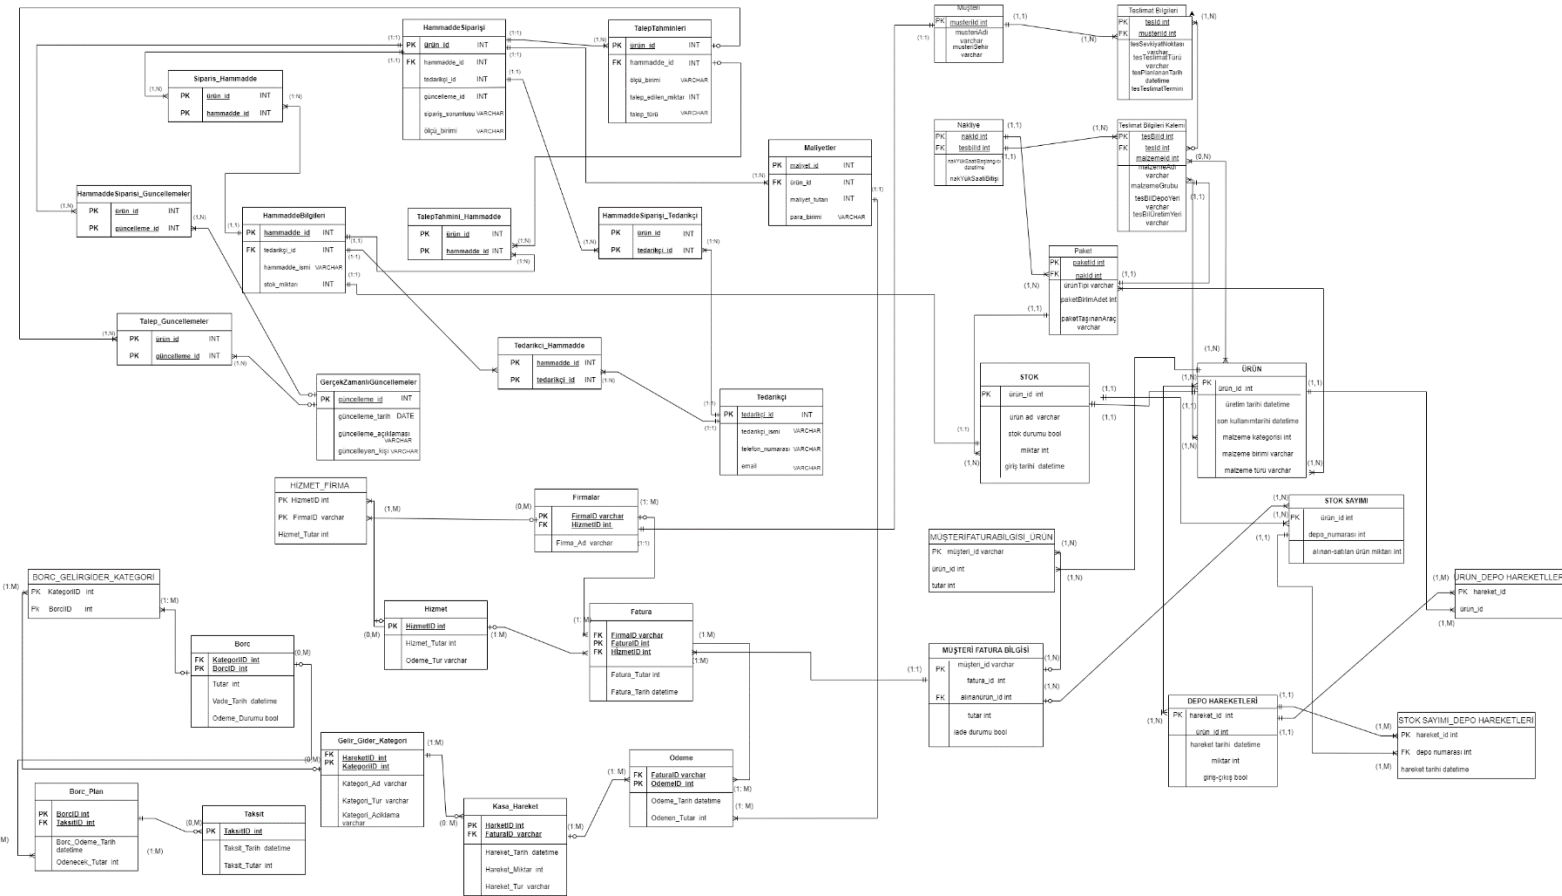 HammaddeSiparişi
PK ürün_id INT
FK hammadde_id INT
tedarikçi_id INT
güncelleme_id INT
sipariş_sorumlusu VARCHAR
ölçü_birimi VARCHAR
TalepTahminleri
PK ürün_id INT
FK hammadde_id INT
ölçü_birimi VARCHAR
talep_edilen_miktar INT
talep_türü VARCHAR
Müşteri
PK musteriId int
musteriAdi
varchar
musteriSehir
varchar
Teslimat Bilgileri
PK tesId int
FK musteriId int
tesSevkiyatNoktası
varchar
tesTeslimatTürü
varchar
tesPlanlananTarih
datetime
tesTeslimatTermini
Siparis_Hammadde
PK ürün_id INT
PK hammadde_id INT
Nakliye
PK nakId int
FK tesbilId int
nakYükSaatBaşlangıcı
datetime
nakYükSaatiBitişi
Teslimat Bilgileri Kalemi
PK tesBilId int
FK tesId int
malzemeId int
malzemeAdı
varchar
malzemeGrubu
tesBilDepoYeri
varchar
tesBilÜretimYeri
varchar
Maliyetler
PK maliyet_id INT
FK ürün_id INT
maliyet_tutarı INT
para_birimi VARCHAR
HammaddeSiparişi_Guncellemeler
PK ürün_id INT
PK güncelleme_id INT
HammaddeBilgileri
PK hammadde_id INT
FK tedarikçi_id INT
hammadde_ismi VARCHAR
stok_miktarı INT
TalepTahmini_Hammadde
PK ürün_id INT
PK hammadde_id INT
HammaddeSiparişi_Tedarikçi
PK ürün_id INT
PK tedarikçi_id INT
Paket
PK paketId int
FK nakId int
ürünTipi varchar
paketBirimAdet int
paketTaşınanAraç
varchar
Talep_Guncellemeler
PK ürün_id INT
PK güncelleme_id INT
Tedarikci_Hammadde
PK hammadde_id INT
PK tedarikçi_id INT
GerçekZamanlıGüncellemeler
PK güncelleme_id INT
güncelleme_tarih DATE
güncelleme_açıklaması
VARCHAR
güncelleyen_kişi VARCHAR
Tedarikçi
PK tedarikçi_id INT
tedarikçi_ismi VARCHAR
telefon_numarası VARCHAR
email VARCHAR
STOK
PK ürün_id int
ürün ad varchar
stok durumu bool
miktar int
giriş tarihi datetime
ÜRÜN
PK ürün_id int
üretim tarihi datetime
son kullanımtarihi datetime
malzeme kategorisi int
malzeme birimi varchar
malzeme türü varchar
HİZMET_FİRMA
PK HizmetID int
PK FirmaID varchar
Hizmet_Tutar int
Firmalar
PK FirmaID varchar
FK HizmetID int
Firma_Ad varchar
STOK SAYIMI
PK ürün_id int
depo_numarası int
alınan-satılan ürün miktarı int
MÜŞTERİFATURABİLGİSİ_ÜRÜN
PK müşteri_id varchar
ürün_id int
tutar int
BORC_GELIRGIDER_KATEGORI
PK KategoriID int
Pk BorcIID int
ÜRÜN_DEPO HAREKETLLERİ
PK hareket_id
ürün_id
Hizmet
PK HizmetID int
Hizmet_Tutar int
Odeme_Tur varchar
Fatura
FK FirmaID varchar
PK FaturaID int
FK HizmetID int
Fatura_Tutar int
Fatura_Tarih datetime
Borc
FK KategoriID int
PK BorcID int
Tutar int
Vade_Tarih datetime
Odeme_Durumu bool
MÜŞTERİ FATURA BİLGİSİ
PK müşteri_id varchar
fatura_id int
FK alınanürün_id int
tutar int
iade durumu bool
DEPO HAREKETLERİ
PK hareket_id int
ürün_id int
hareket tarihi datetime
miktar int
giriş-çıkış bool
STOK SAYIMI_DEPO HAREKETLERİ
PK hareket_id int
FK depo numarası int
hareket tarihi datetime
Gelir_Gider_Kategori
FK HareketID int
PK KategoriID int
Kategori_Ad varchar
Kategori_Tur varchar
Kategori_Aciklama
varchar
Odeme
FK FaturaID varchar
PK OdemeID int
Odeme_Tarih datetime
Odenen_Tutar int
Borc_Plan
PK BorcID int
FK TaksitID int
Borc_Odeme_Tarih
datetime
Odenecek_Tutar int
Taksit
PK TaksitID int
Taksit_Tarih datetime
Taksit_Tutar int
Kasa_Hareket
PK HarketID int
FK FaturaID varchar
Hareket_Tarih datetime
Hareket_Miktar int
Hareket_Tur varchar